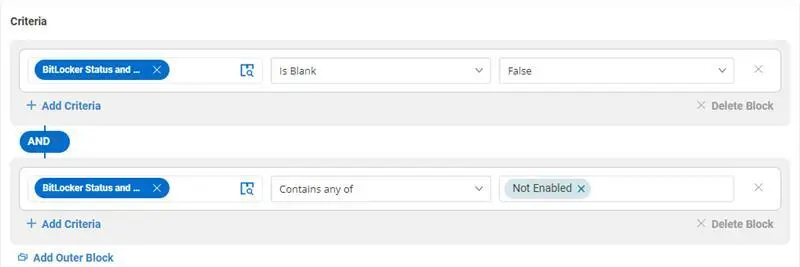 Criteria
BitLocker Status and ... Is Blank False
Add Criteria Delete Block
AND
BitLocker Status and ... Contains any of Not Enabled
Add Criteria Delete Block
Add Outer Block